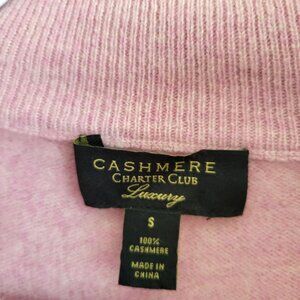 CASHMERE
CHARTER CLUB
Luxury
S
100%
CASHMERE
MADE IN
CHINA